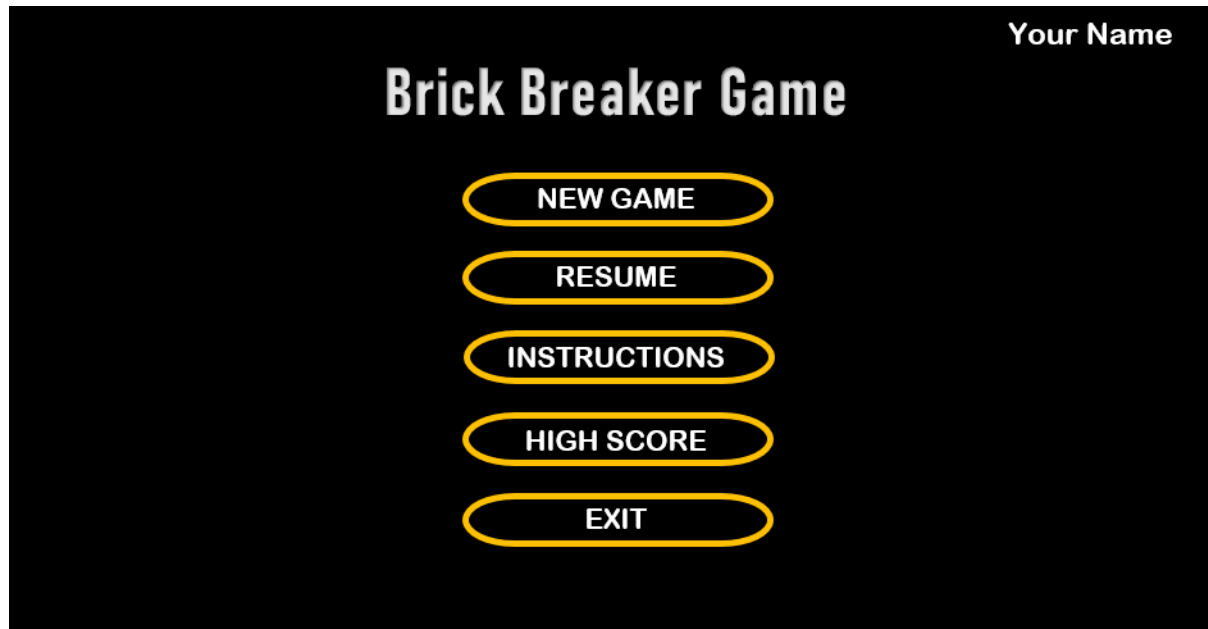 Your Name
Brick Breaker Game
NEW GAME
RESUME
INSTRUCTIONS
HIGH SCORE
EXIT